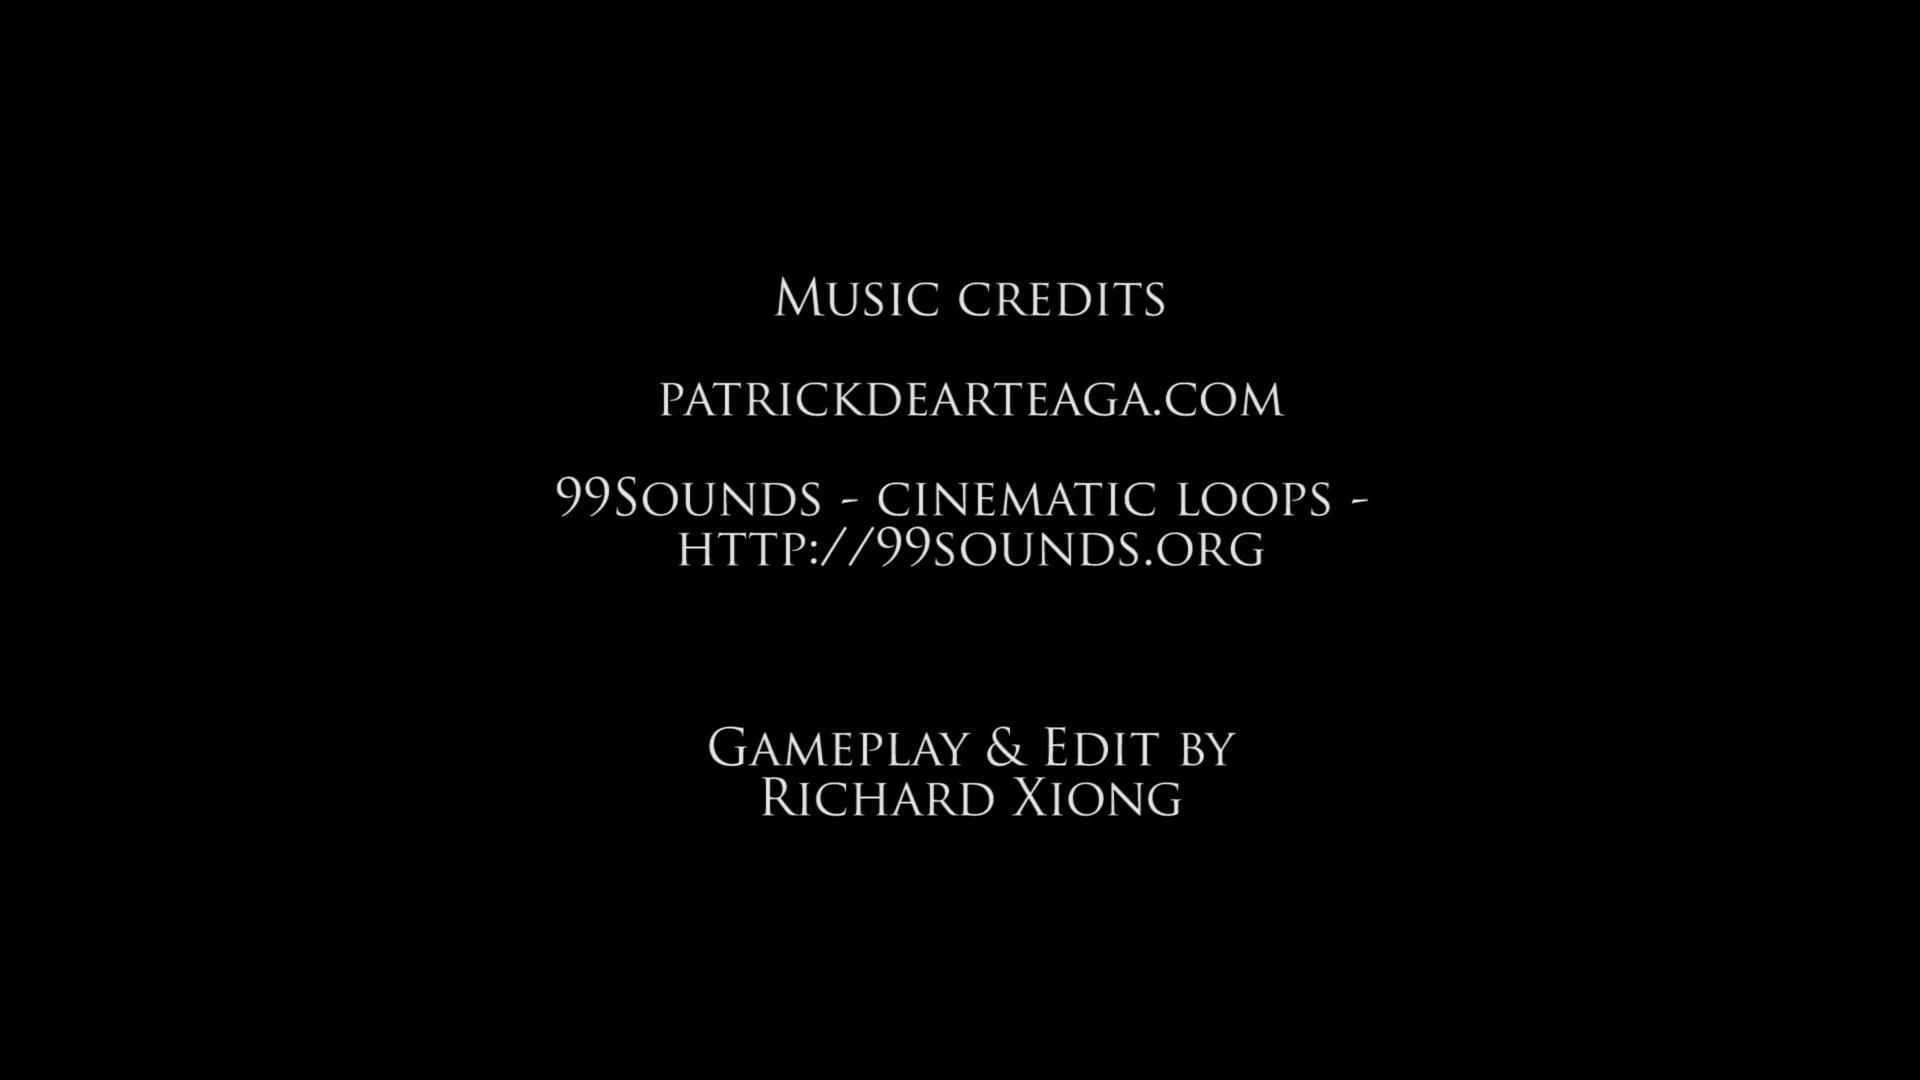 Music credits
patrickdearteaga.com
99Sounds - cinematic loops -
http://99sounds.org
Gameplay & Edit by
Richard Xiong